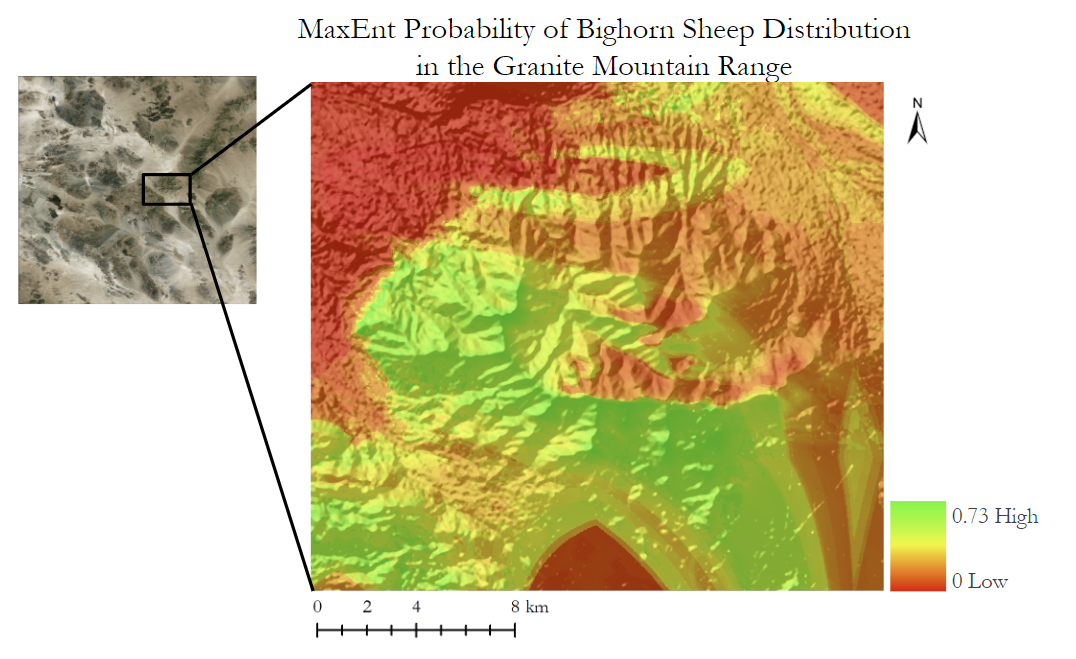 MaxEnt Probability of Bighorn Sheep Distribution
in the Granite Mountain Range
N
0.73 High
0 Low
0 2 4 8 km